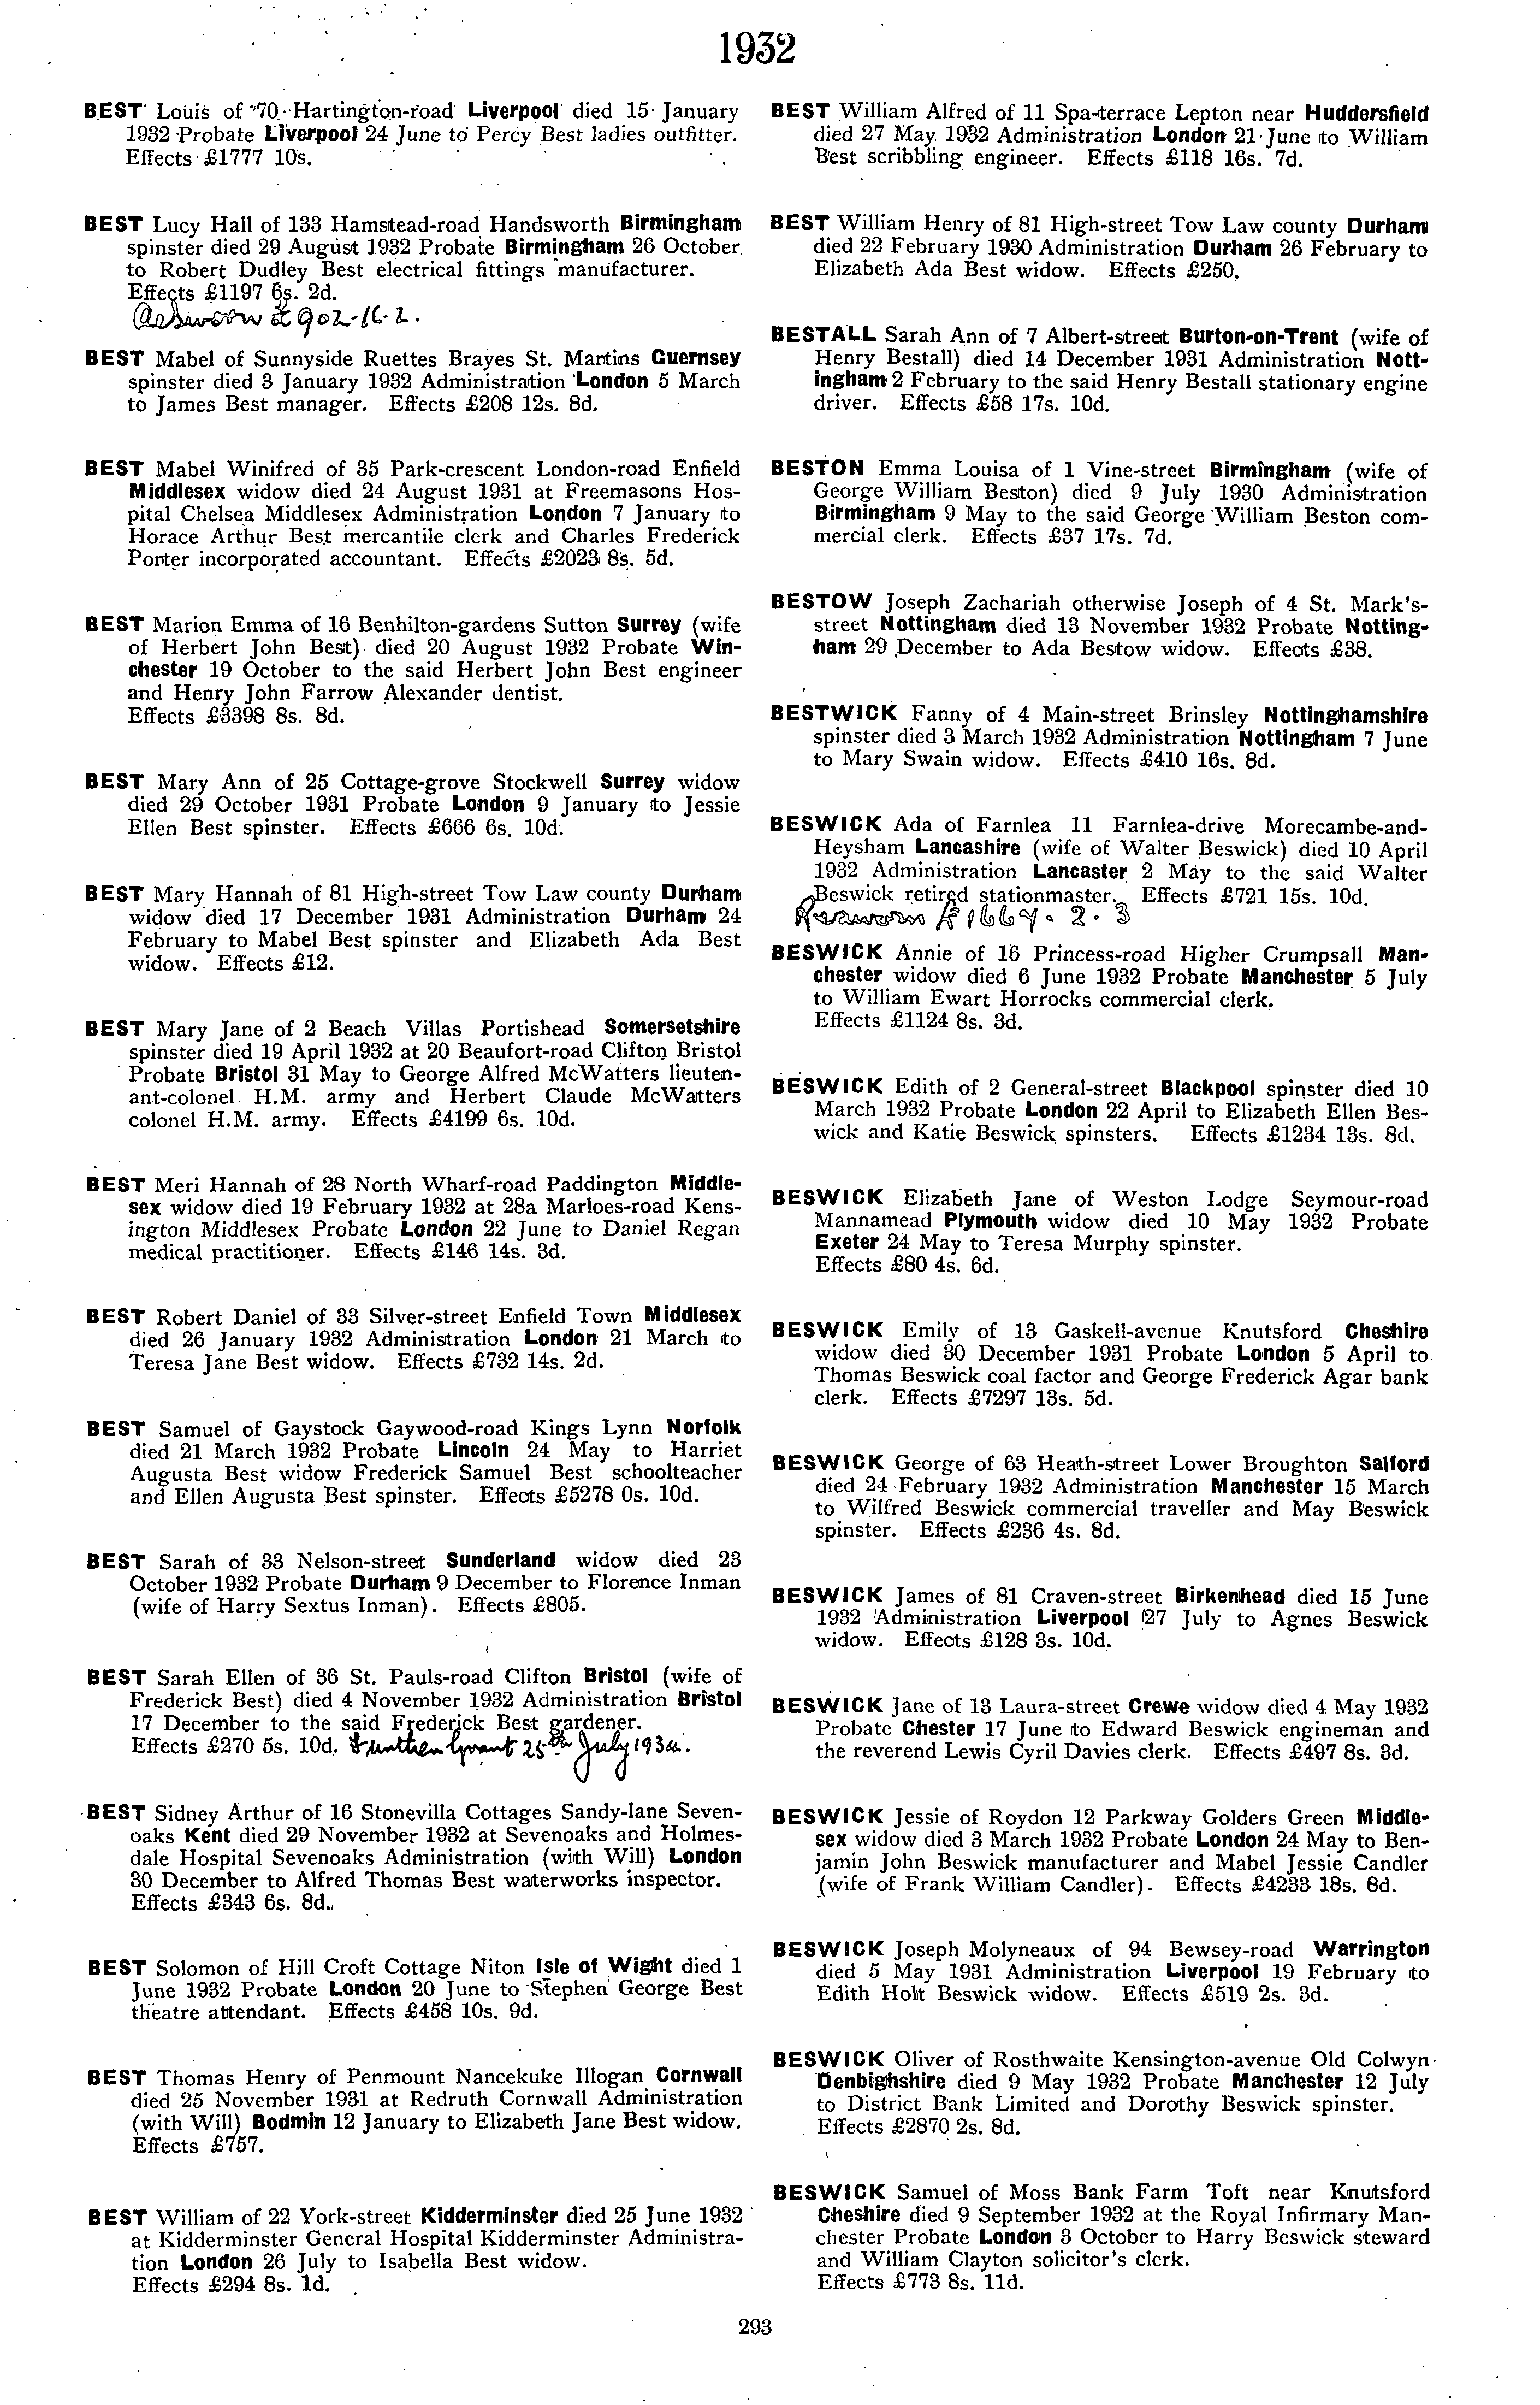 1932
BEST Louis of 70 Hartington-road Liverpool died 15 January
1932 Probate Liverpool 24 June to Percy Best ladies outfitter.
Effects £1777 10s.
BEST Lucy Hall of 133 Hamstead-road Handsworth Birmingham
spinster died 29 August 1932 Probate Birmingham 26 October
to Robert Dudley Best electrical fittings manufacturer.
Effects £1197 6s. 2d.
Resworn £902-16-2.
BEST Mabel of Sunnyside Ruettes Brayes St. Martins Guernsey
spinster died 3 January 1932 Administration London 5 March
to James Best manager. Effects £208 12s. 8d.
BEST Mabel Winifred of 35 Park-crescent London-road Enfield
Middlesex widow died 24 August 1931 at Freemasons Hos-
pital Chelsea Middlesex Administration London 7 January to
Horace Arthur Best mercantile clerk and Charles Frederick
Porter incorporated accountant. Effects £2023 8s. 5d.
BEST Marion Emma of 16 Benhilton-gardens Sutton Surrey (wife
of Herbert John Best) died 20 August 1932 Probate Win-
chester 19 October to the said Herbert John Best engineer
and Henry John Farrow Alexander dentist.
Effects £3398 8s. 8d.
BEST Mary Ann of 25 Cottage-grove Stockwell Surrey widow
died 29 October 1931 Probate London 9 January to Jessie
Ellen Best spinster. Effects £666 6s. 10d.
BEST Mary Hannah of 81 High-street Tow Law county Durham
widow died 17 December 1931 Administration Durham 24
February to Mabel Best spinster and Elizabeth Ada Best
widow. Effects £12.
BEST Mary Jane of 2 Beach Villas Portishead Somersetshire
spinster died 19 April 1932 at 20 Beaufort-road Clifton Bristol
Probate Bristol 31 May to George Alfred McWatters lieuten-
ant-colonel H.M. army and Herbert Claude McWatters
colonel H.M. army. Effects £4199 6s. 10d.
BEST Meri Hannah of 28 North Wharf-road Paddington Middle-
sex widow died 19 February 1932 at 28a Marloes-road Kens-
ington Middlesex Probate London 22 June to Daniel Regan
medical practitioner. Effects £146 14s. 3d.
BEST Robert Daniel of 33 Silver-street Enfield Town Middlesex
died 26 January 1932 Administration London 21 March to
Teresa Jane Best widow. Effects £732 14s. 2d.
BEST Samuel of Gaystock Gaywood-road Kings Lynn Norfolk
died 21 March 1932 Probate Lincoln 24 May to Harriet
Augusta Best widow Frederick Samuel Best schoolteacher
and Ellen Augusta Best spinster. Effects £5278 0s. 10d.
BEST Sarah of 33 Nelson-street Sunderland widow died 23
October 1932 Probate Durham 9 December to Florence Inman
(wife of Harry Sextus Inman). Effects £805.
BEST Sarah Ellen of 36 St. Pauls-road Clifton Bristol (wife of
Frederick Best) died 4 November 1932 Administration Bristol
17 December to the said Frederick Best gardener.
Effects £270 5s. 10d. Further Grant 25th July 1934.
BEST Sidney Arthur of 16 Stonevilla Cottages Sandy-lane Seven-
oaks Kent died 29 November 1932 at Sevenoaks and Holmes-
dale Hospital Sevenoaks Administration (with Will) London
30 December to Alfred Thomas Best waterworks inspector.
Effects £343 6s. 8d.
BEST Solomon of Hill Croft Cottage Niton Isle of Wight died 1
June 1932 Probate London 20 June to Stephen George Best
theatre attendant. Effects £458 10s. 9d.
BEST Thomas Henry of Penmount Nancekuke Illogan Cornwall
died 25 November 1931 at Redruth Cornwall Administration
(with Will) Bodmin 12 January to Elizabeth Jane Best widow.
Effects £757.
BEST William of 22 York-street Kidderminster died 25 June 1932
at Kidderminster General Hospital Kidderminster Administra-
tion London 26 July to Isabella Best widow.
Effects £294 8s. 1d.
BEST William Alfred of 11 Spa-terrace Lepton near Huddersfield
died 27 May 1932 Administration London 21 June to William
Best scribbling engineer. Effects £118 16s. 7d.
BEST William Henry of 81 High-street Tow Law county Durham
died 22 February 1930 Administration Durham 26 February to
Elizabeth Ada Best widow. Effects £250.
BESTALL Sarah Ann of 7 Albert-street Burton-on-Trent (wife of
Henry Bestall) died 14 December 1931 Administration Nott-
ingham 2 February to the said Henry Bestall stationary engine
driver. Effects £58 17s. 10d.
BESTON Emma Louisa of 1 Vine-street Birmingham (wife of
George William Beston) died 9 July 1930 Administration
Birmingham 9 May to the said George William Beston com-
mercial clerk. Effects £37 17s. 7d.
BESTOW Joseph Zachariah otherwise Joseph of 4 St. Mark's-
street Nottingham died 13 November 1932 Probate Notting-
ham 29 December to Ada Bestow widow. Effects £38.
BESTWICK Fanny of 4 Main-street Brinsley Nottinghamshire
spinster died 3 March 1932 Administration Nottingham 7 June
to Mary Swain widow. Effects £410 16s. 8d.
BESWICK Ada of Farnlea 11 Farnlea-drive Morecambe-and-
Heysham Lancashire (wife of Walter Beswick) died 10 April
1932 Administration Lancaster 2 May to the said Walter
Beswick retired stationmaster. Effects £721 15s. 10d.
Resworn £1669. 2. 3
BESWICK Annie of 16 Princess-road Higher Crumpsall Man-
chester widow died 6 June 1932 Probate Manchester 5 July
to William Ewart Horrocks commercial clerk.
Effects £1124 8s. 3d.
BESWICK Edith of 2 General-street Blackpool spinster died 10
March 1932 Probate London 22 April to Elizabeth Ellen Bes-
wick and Katie Beswick spinsters. Effects £1234 13s. 8d.
BESWICK Elizabeth Jane of Weston Lodge Seymour-road
Mannamead Plymouth widow died 10 May 1932 Probate
Exeter 24 May to Teresa Murphy spinster.
Effects £80 4s. 6d.
BESWICK Emily of 13 Gaskell-avenue Knutsford Cheshire
widow died 30 December 1931 Probate London 5 April to
Thomas Beswick coal factor and George Frederick Agar bank
clerk. Effects £7297 13s. 5d.
BESWICK George of 63 Heath-street Lower Broughton Salford
died 24 February 1932 Administration Manchester 15 March
to Wilfred Beswick commercial traveller and May Beswick
spinster. Effects £236 4s. 8d.
BESWICK James of 81 Craven-street Birkenhead died 15 June
1932 Administration Liverpool 27 July to Agnes Beswick
widow. Effects £128 3s. 10d.
BESWICK Jane of 13 Laura-street Crewe widow died 4 May 1932
Probate Chester 17 June to Edward Beswick engineman and
the reverend Lewis Cyril Davies clerk. Effects £497 8s. 3d.
BESWICK Jessie of Roydon 12 Parkway Golders Green Middle-
sex widow died 3 March 1932 Probate London 24 May to Ben-
jamin John Beswick manufacturer and Mabel Jessie Candler
(wife of Frank William Candler). Effects £4233 18s. 8d.
BESWICK Joseph Molyneaux of 94 Bewsey-road Warrington
died 5 May 1931 Administration Liverpool 19 February to
Edith Holt Beswick widow. Effects £519 2s. 3d.
BESWICK Oliver of Rosthwaite Kensington-avenue Old Colwyn
Denbighshire died 9 May 1932 Probate Manchester 12 July
to District Bank Limited and Dorothy Beswick spinster.
Effects £2870 2s. 8d.
BESWICK Samuel of Moss Bank Farm Toft near Knutsford
Cheshire died 9 September 1932 at the Royal Infirmary Man-
chester Probate London 3 October to Harry Beswick steward
and William Clayton solicitor's clerk.
Effects £773 8s. 11d.
293